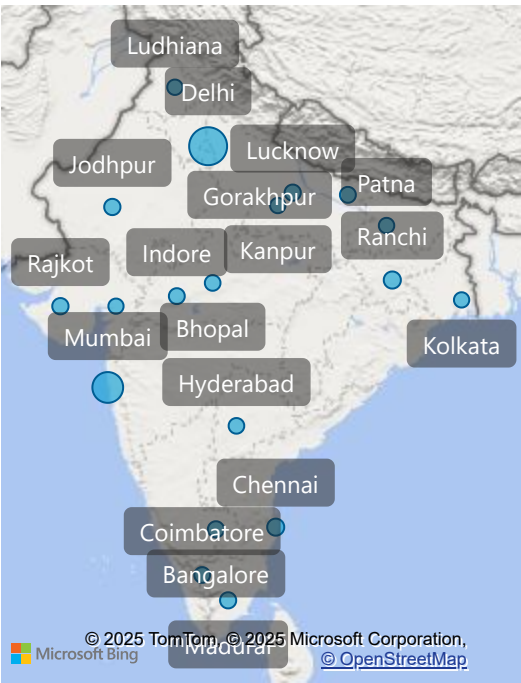 Ludhiana
Delhi
Lucknow
Jodhpur
Patna
Gorakhpur
Ranchi
Kanpur
Indore
Rajkot
Bhopal
Mumbai
Kolkata
Hyderabad
Chennai
Coimbatore
Bangalore
Madurai
© 2025 TomTom, © 2025 Microsoft Corporation,
Microsoft Bing
© OpenStreetMap